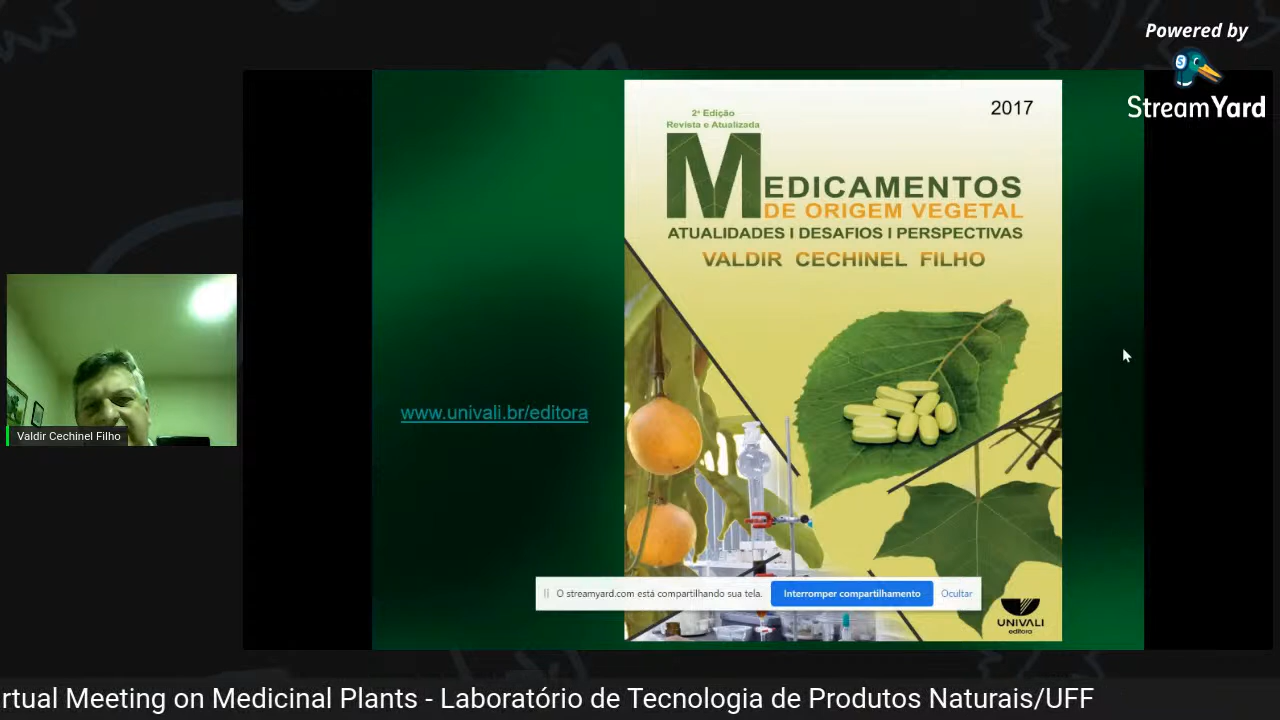 Powered by
StreamYard
2017
2ª Edição
Revista e Atualizada
MEDICAMENTOS
DE ORIGEM VEGETAL
ATUALIDADES I DESAFIOS I PERSPECTIVAS
VALDIR CECHINEL FILHO
www.univali.br/editora
Valdir Cechinel Filho
O streamyard.com está compartilhando sua tela.
Interromper compartilhamento
Ocultar
UNIVALI
editora
rtual Meeting on Medicinal Plants - Laboratório de Tecnologia de Produtos Naturais/UFF